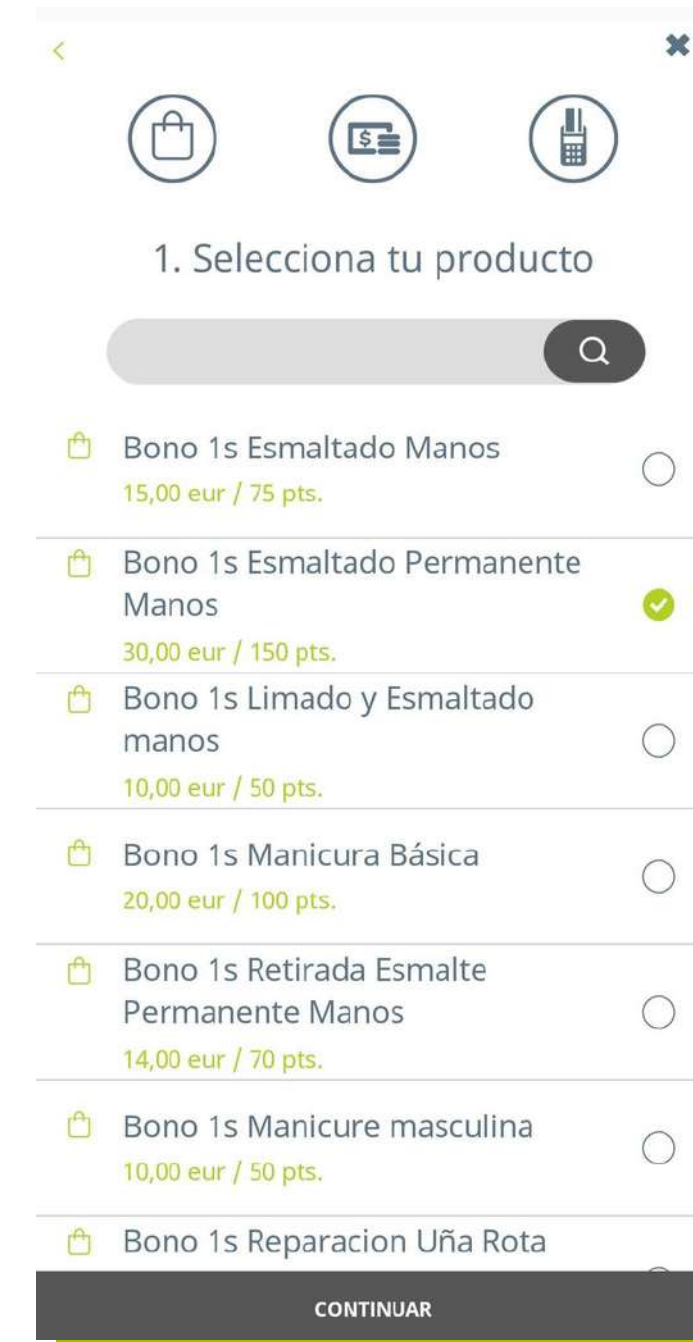 1. Selecciona tu producto
Bono 1s Esmaltado Manos
15,00 eur / 75 pts.
Bono 1s Esmaltado Permanente
Manos
30,00 eur / 150 pts.
Bono 1s Limado y Esmaltado
manos
10,00 eur / 50 pts.
Bono 1s Manicura Básica
20,00 eur / 100 pts.
Bono 1s Retirada Esmalte
Permanente Manos
14,00 eur / 70 pts.
Bono 1s Manicure masculina
10,00 eur / 50 pts.
Bono 1s Reparacion Uña Rota
CONTINUAR